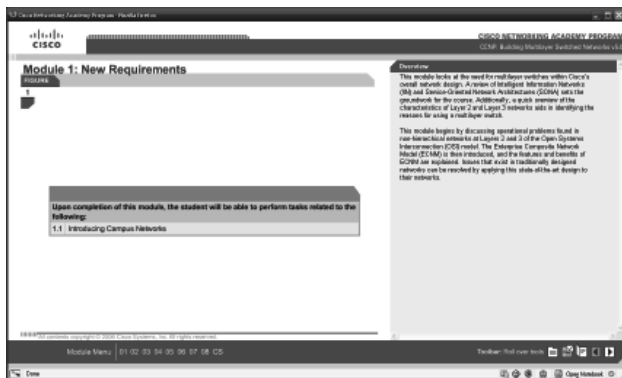 Cisco Networking Academy Program - Mozilla Firefox
CISCO
CISCO NETWORKING ACADEMY PROGRAM
CCNP: Building Multilayer Switched Networks v5.0
Module 1: New Requirements
FIGURE
1
Upon completion of this module, the student will be able to perform tasks related to the
following:
1.1 Introducing Campus Networks
Overview
This module looks at the need for multilayer switches within Cisco's
overall network design. A review of Intelligent Information Networks
(IIN) and Service-Oriented Network Architectures (SONA) sets the
groundwork for the course. Additionally, a quick overview of the
characteristics of Layer 2 and Layer 3 networks aids in identifying the
reasons for using a multilayer switch.
This module begins by discussing operational problems found in
non-hierarchical networks at Layers 2 and 3 of the Open Systems
Interconnection (OSI) model. The Enterprise Composite Network
Model (ECNM) is then introduced, and the features and benefits of
ECNM are explained. Issues that exist in traditionally designed
networks can be resolved by applying this state-of-the-art design to
their networks.
All contents copyright © 2006 Cisco Systems, Inc. All rights reserved.
Module Menu 01 02 03 04 05 06 07 08 CS
Toolbar: Roll over tools
Done
Open Notebook